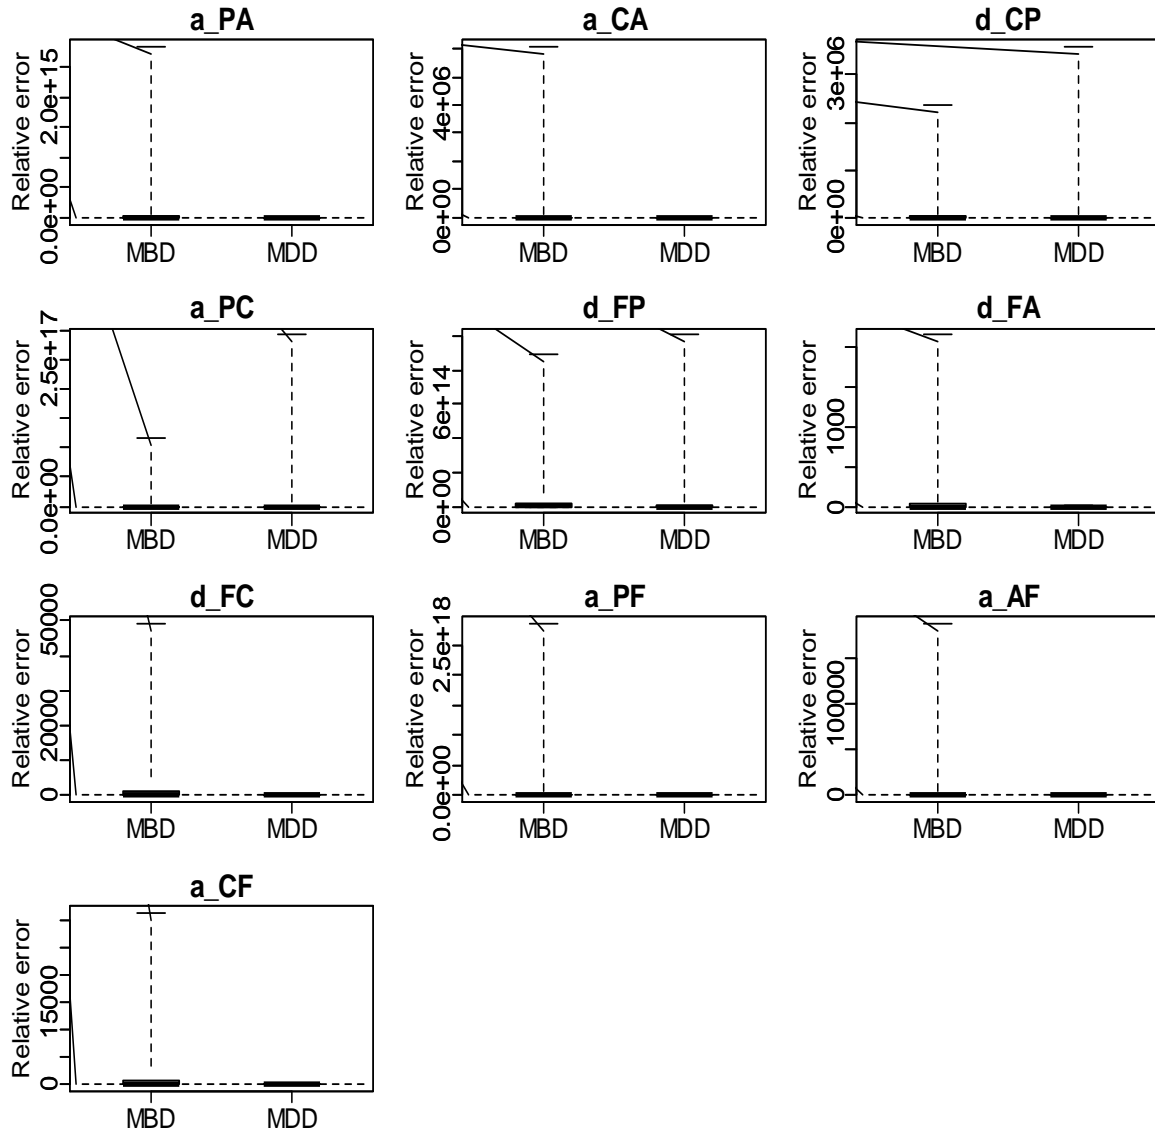 a_PA
Relative error
0.0e+00
2.0e+15
MBD
MDD
a_CA
Relative error
0e+00
4e+06
MBD
MDD
d_CP
Relative error
0e+00
3e+06
MBD
MDD
a_PC
Relative error
0.0e+00
2.5e+17
MBD
MDD
d_FP
Relative error
0e+00
6e+14
MBD
MDD
d_FA
Relative error
0
1000
MBD
MDD
d_FC
Relative error
0
20000
50000
MBD
MDD
a_PF
Relative error
0.0e+00
2.5e+18
MBD
MDD
a_AF
Relative error
0
100000
MBD
MDD
a_CF
Relative error
0
15000
MBD
MDD